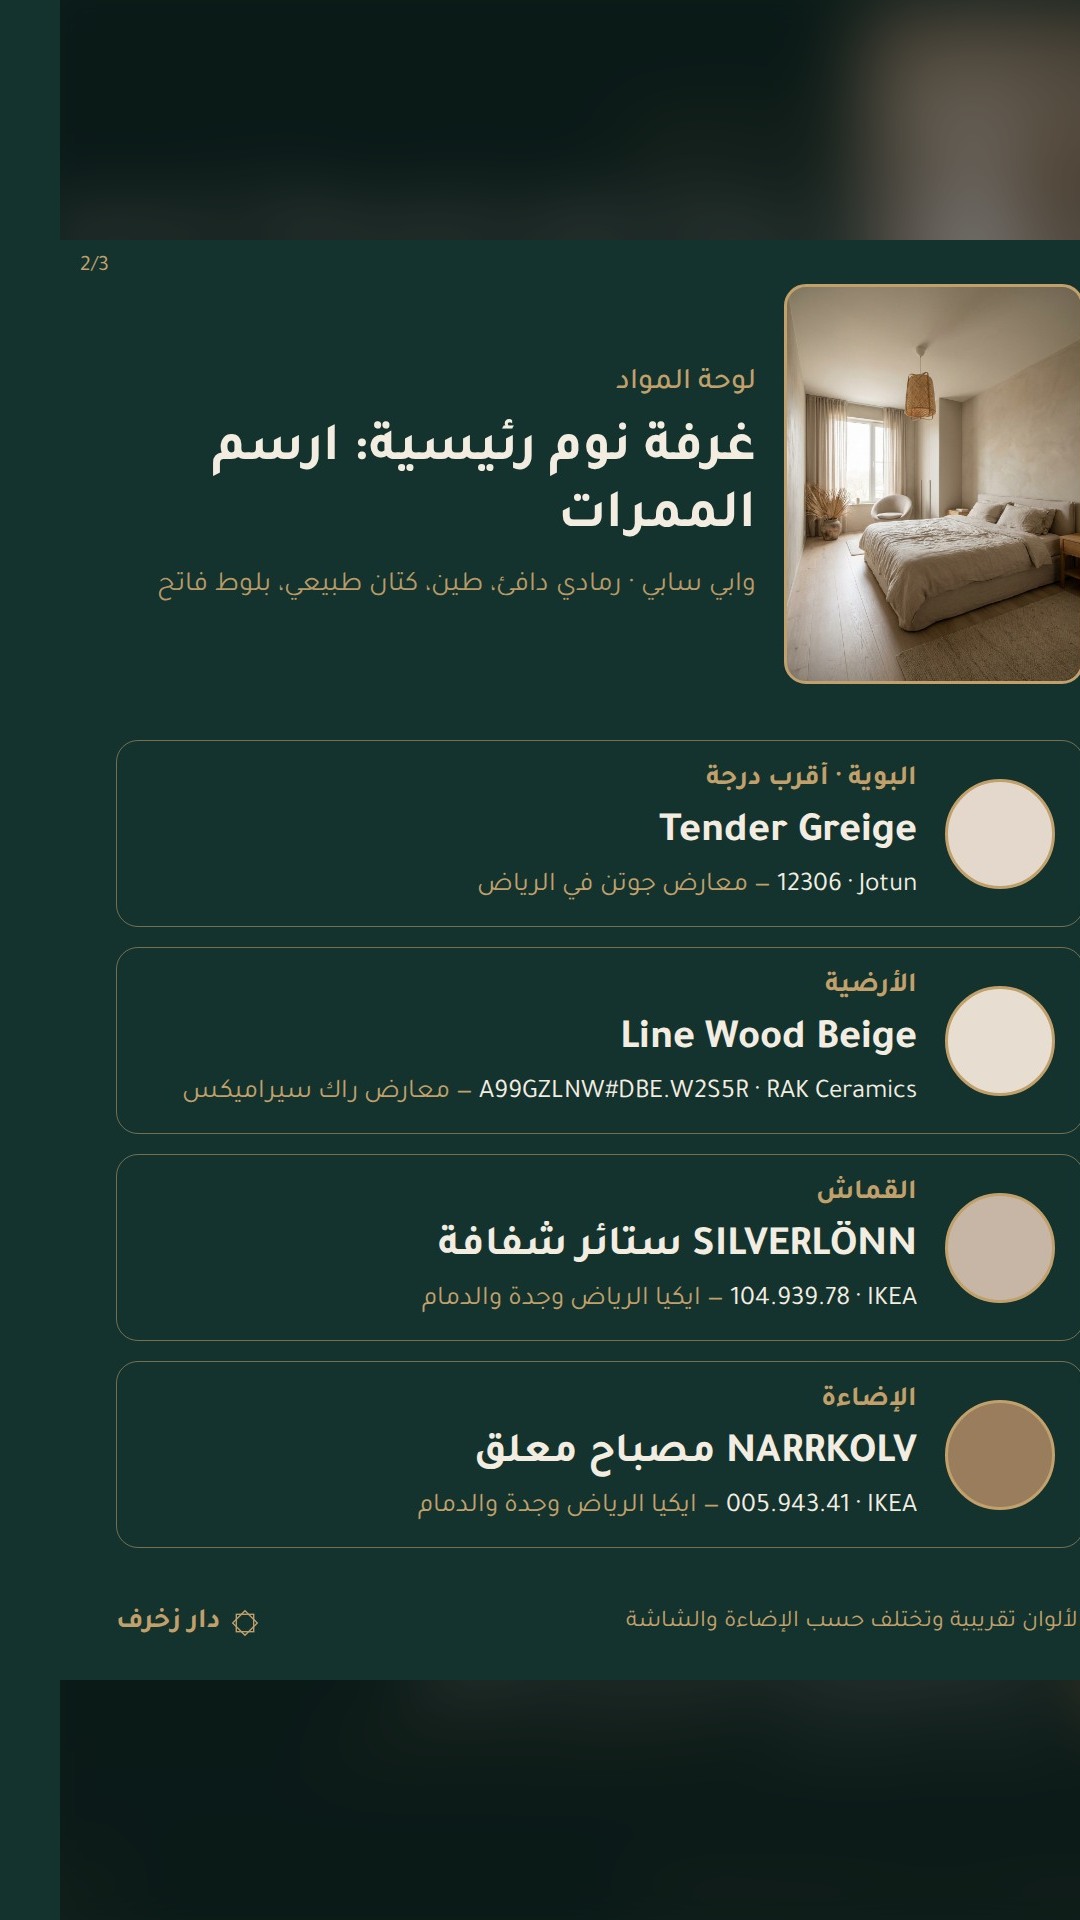 2/3
لوحة المواد
غرفة نوم رئيسية: ارسم
الممرات
وابي سابي · رمادي دافئ، طين، كتان طبيعي، بلوط فاتح
البوية · أقرب درجة
Tender Greige
Jotun · 12306 – معارض جوتن في الرياض
الأرضية
Line Wood Beige
RAK Ceramics · A99GZLNW#DBE.W2S5R – معارض راك سيراميكس
القماش
SILVERLÖNN ستائر شفافة
IKEA · 104.939.78 – ايكيا الرياض وجدة والدمام
الإضاءة
NARRKOLV مصباح معلق
IKEA · 005.943.41 – ايكيا الرياض وجدة والدمام
لألوان تقريبية وتختلف حسب الإضاءة والشاشة
دار زخرف